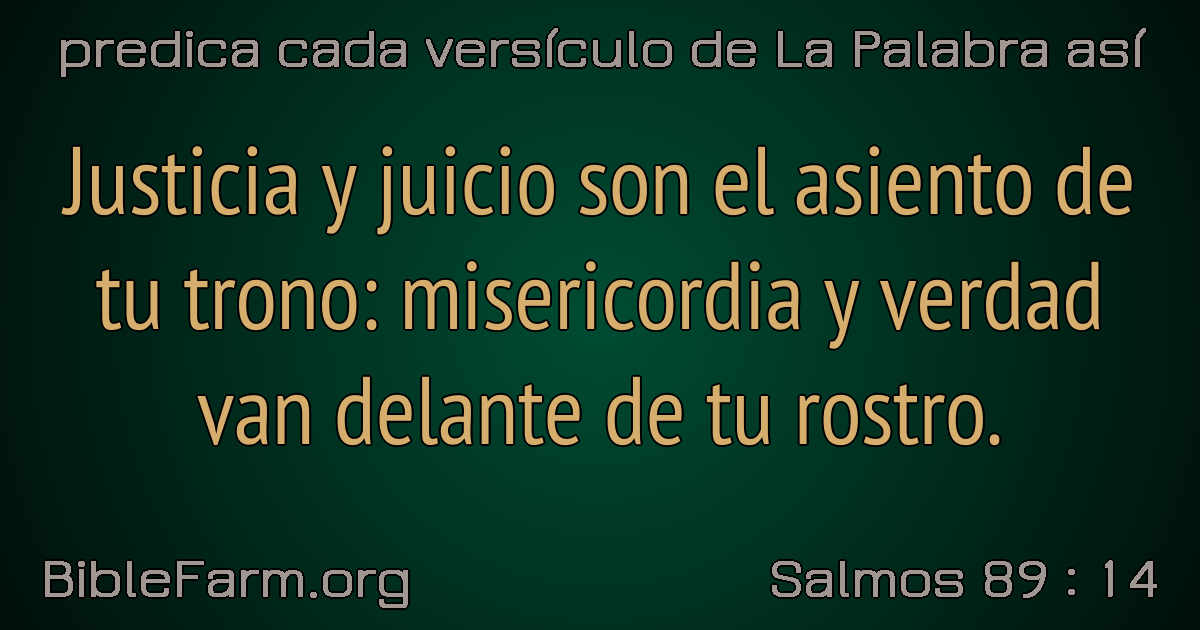 predica cada versículo de La Palabra así
Justicia y juicio son el asiento de
tu trono: misericordia y verdad
van delante de tu rostro.
BibleFarm.org
Salmos 89 : 14